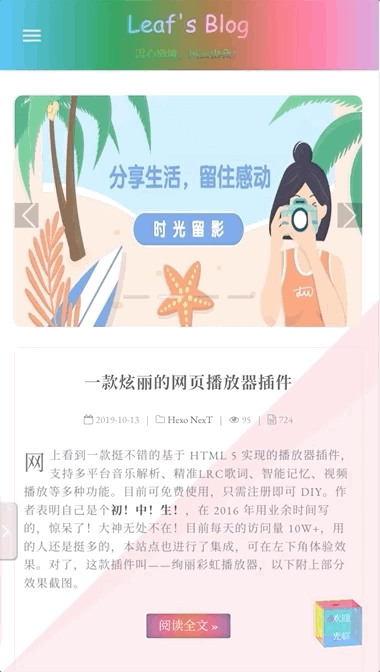 Leaf's Blog
分享生活，留住感动
时光留影
一款炫丽的网页播放器插件
2019-10-13 | Hexo NexT | 95 | 724
网上看到一款挺不错的基于 HTML 5 实现的播放器插件，
支持多平台音乐解析、精准LRC歌词、智能记忆、视频
播放等多种功能。目前可免费使用，只需注册即可 DIY。作
者表明自己是个初！中！生！，在 2016 年用业余时间写
的，惊呆了！大神无处不在！目前每天的访问量 10W+，用
的人还是挺多的，本站点也进行了集成，可在左下角体验效
果。对了，这款插件叫——绚丽彩虹播放器，以下附上部分
效果截图。
阅读全文 »
欢迎
光临